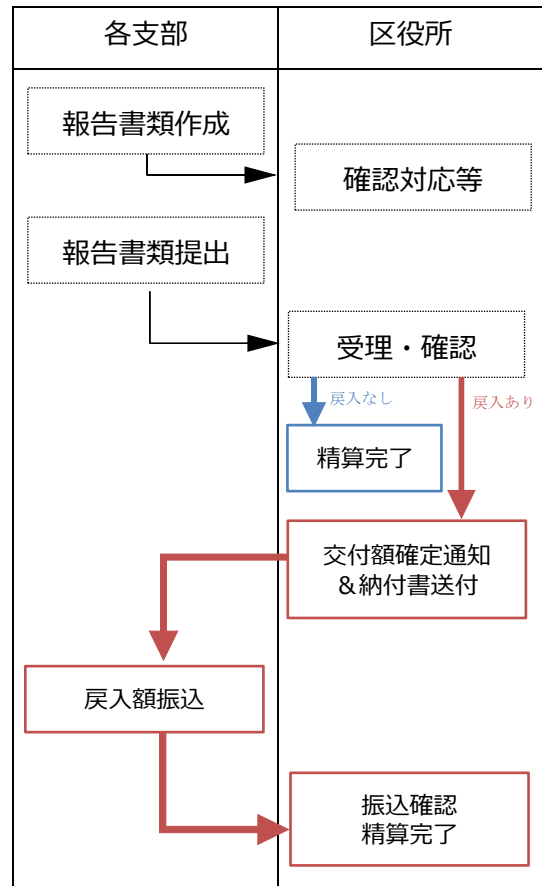 各支部
区役所
報告書類作成
確認対応等
報告書類提出
受理・確認
戻入なし
戻入あり
精算完了
交付額確定通知
＆納付書送付
戻入額振込
振込確認
精算完了